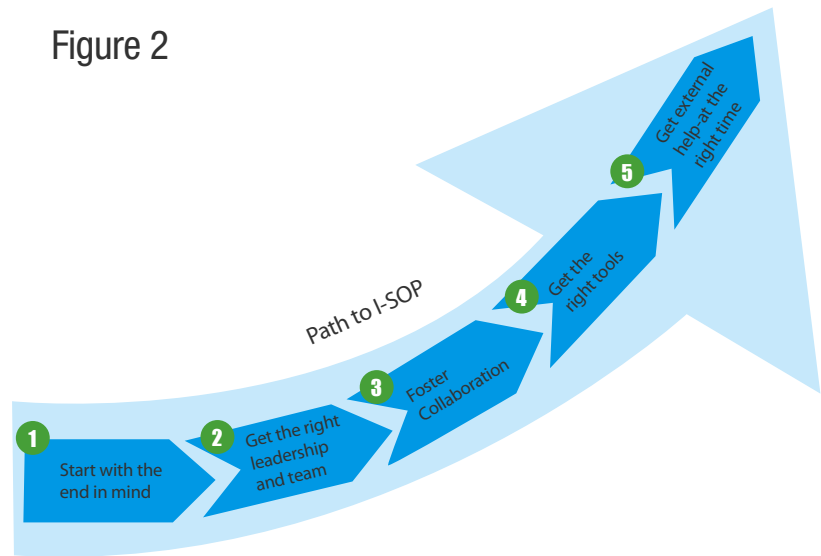 Figure 2
Path to I-SOP
1
Start with the
end in mind
2
Get the right
leadership
and team
3
Foster
Collaboration
4
Get the
right tools
5
Get external
help-at the
right time